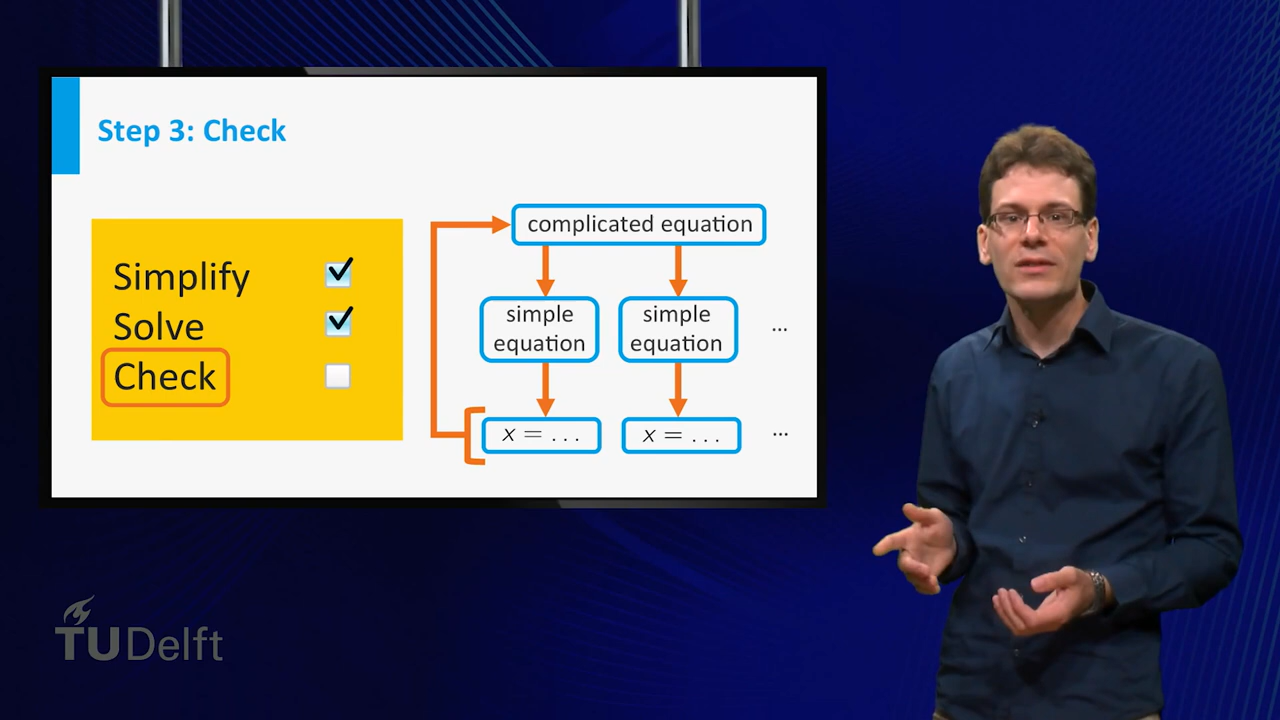 Step 3: Check
Simplify
Solve
Check
complicated equation
simple
equation
simple
equation
...
x = ...
x = ...
...
TUDelft